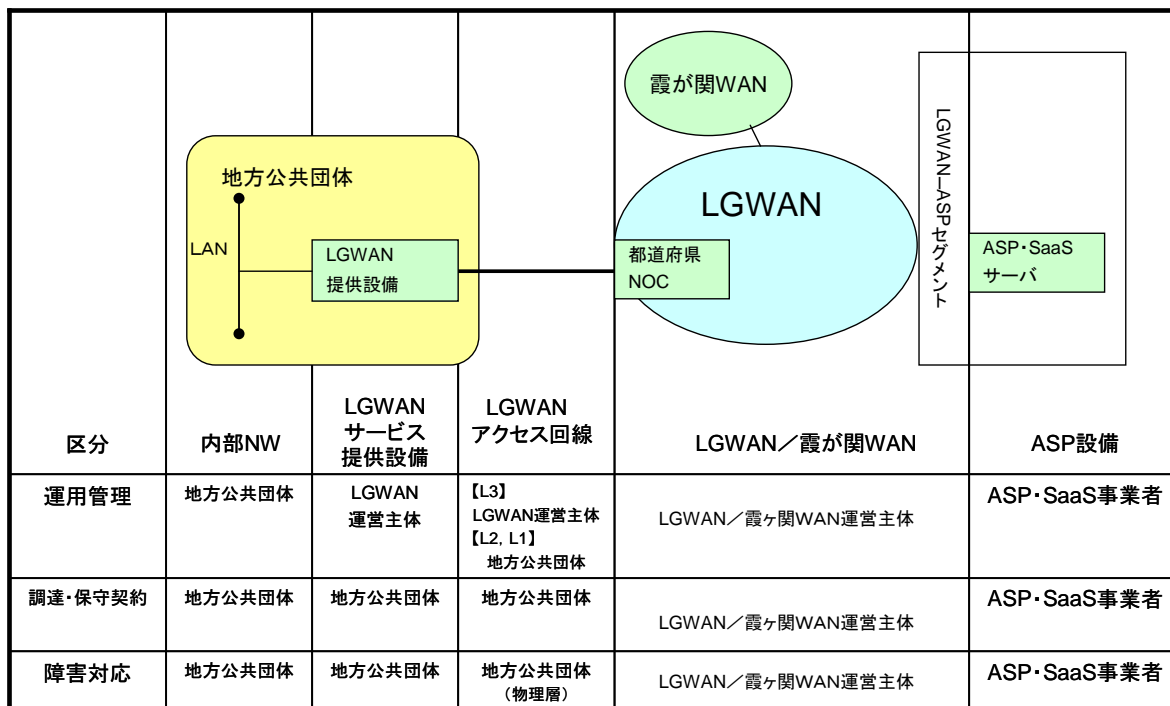 霞が関WAN
地方公共団体
LAN
LGWAN
提供設備
LGWAN
都道府県
NOC
LGWAN―ASPセグメント
ASP・SaaS
サーバ
区分
内部NW
LGWAN
サービス
提供設備
LGWAN
アクセス回線
LGWAN／霞が関WAN
ASP設備
運用管理
地方公共団体
LGWAN
運営主体
【L3】
LGWAN運営主体
【L2, L1】
地方公共団体
LGWAN／霞ヶ関WAN運営主体
ASP・SaaS事業者
調達・保守契約
地方公共団体
地方公共団体
地方公共団体
LGWAN／霞ヶ関WAN運営主体
ASP・SaaS事業者
障害対応
地方公共団体
地方公共団体
地方公共団体
（物理層）
LGWAN／霞ヶ関WAN運営主体
ASP・SaaS事業者